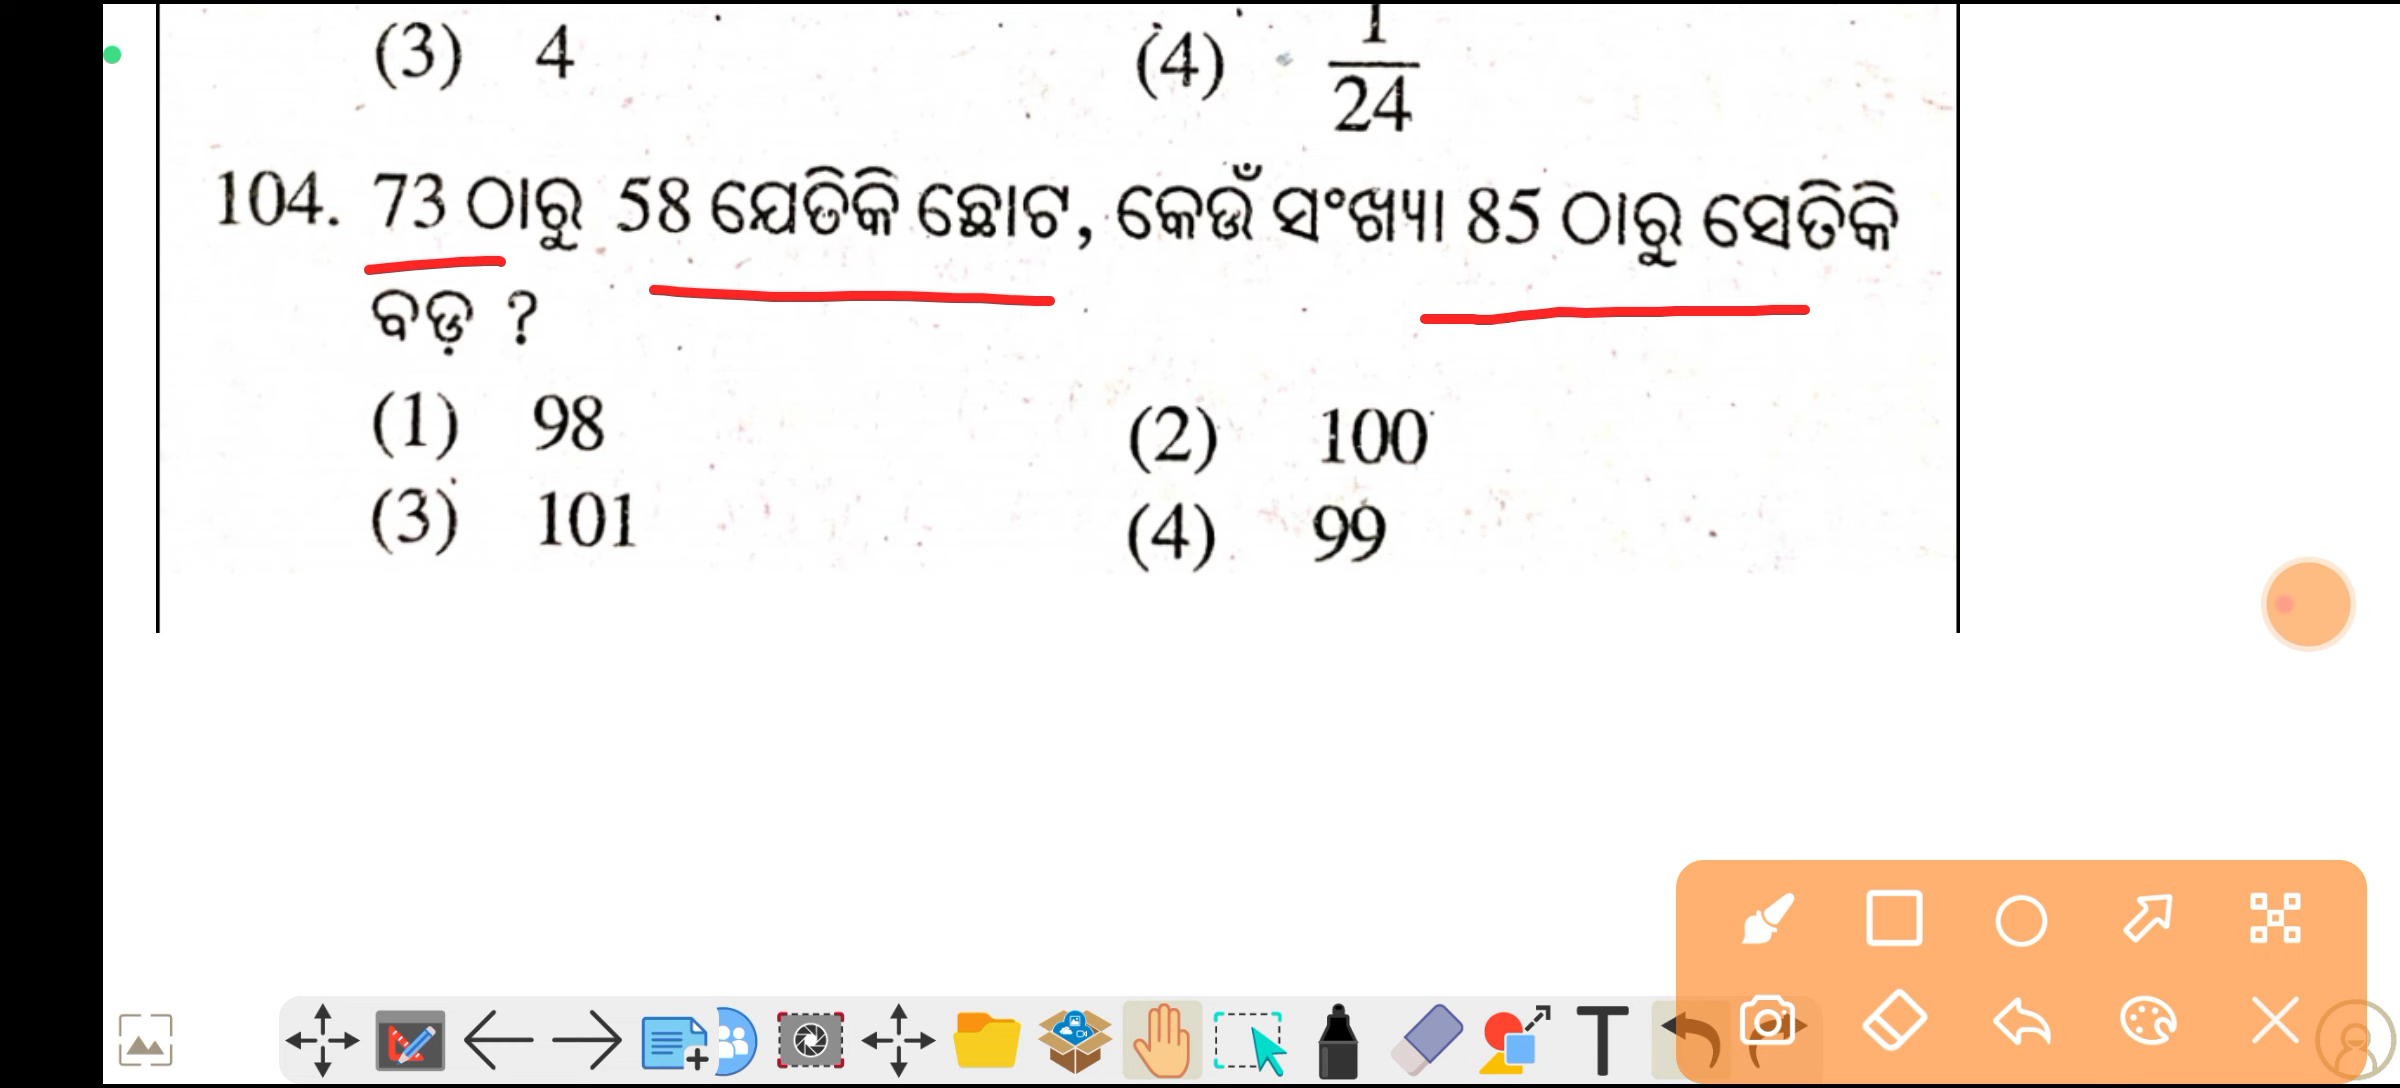 (3) 4 (4) 1/24
104. 73 ଠାରୁ 58 ଯେତିକି ଛୋଟ, କେଉଁ ସଂଖ୍ୟା 85 ଠାରୁ ସେତିକି
ବଡ଼ ?
(1) 98 (2) 100
(3) 101 (4) 99